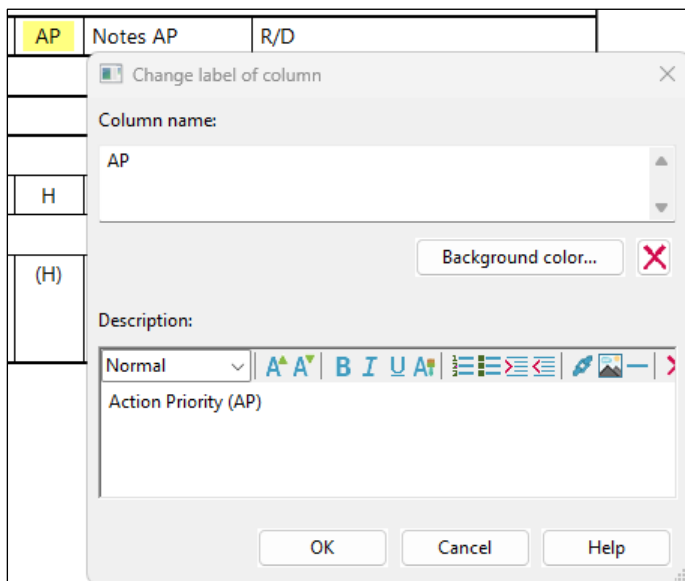 AP Notes AP R/D
Change label of column
Column name:
AP
H
Background color...
(H)
Description:
Normal A A B I U A
Action Priority (AP)
OK Cancel Help